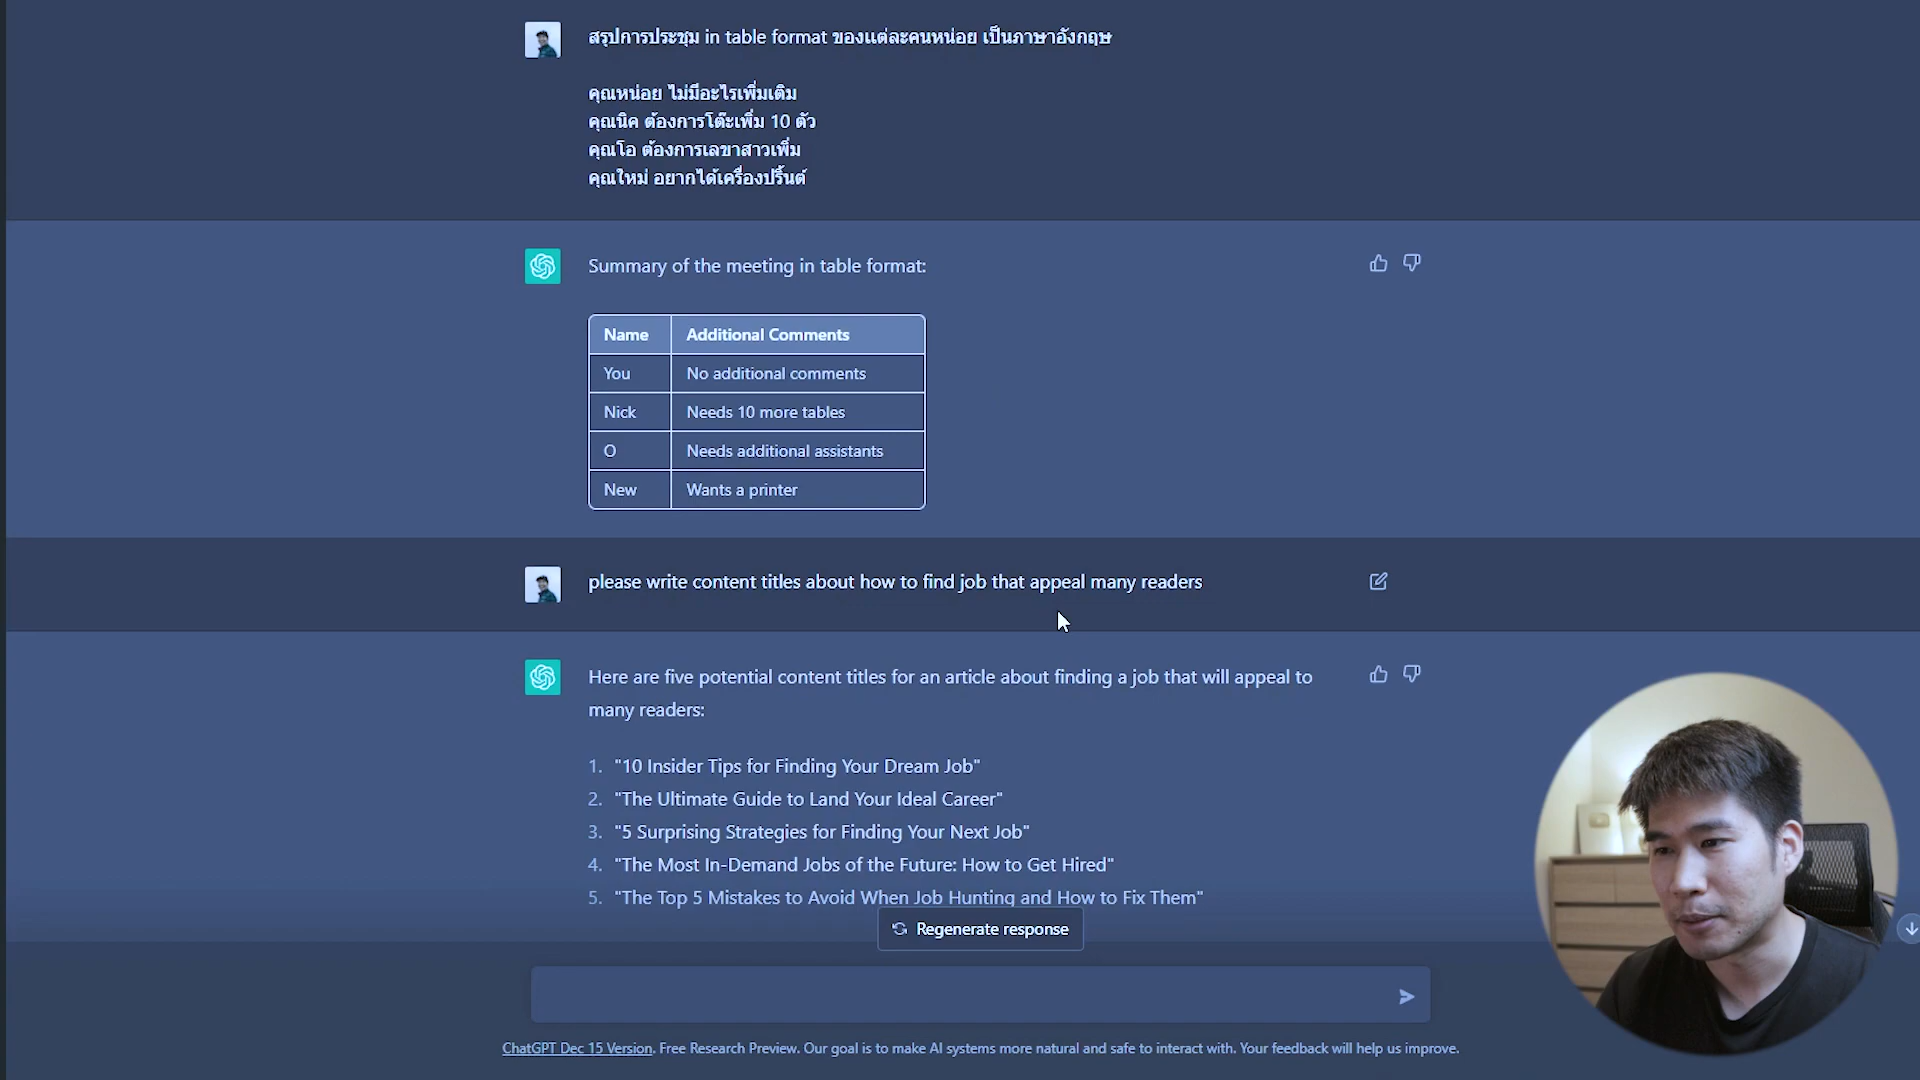 สรุปการประชุม in table format ของแต่ละคนหน่อย เป็นภาษาอังกฤษ
คุณหน่อย ไม่มีอะไรเพิ่มเติม
คุณนิค ต้องการโต๊ะเพิ่ม 10 ตัว
คุณโอ ต้องการเลขาสาวเพิ่ม
คุณใหม่ อยากได้เครื่องปริ้นต์
Summary of the meeting in table format:
Name Additional Comments
You No additional comments
Nick Needs 10 more tables
O Needs additional assistants
New Wants a printer
please write content titles about how to find job that appeal many readers
Here are five potential content titles for an article about finding a job that will appeal to
many readers:
1. "10 Insider Tips for Finding Your Dream Job"
2. "The Ultimate Guide to Land Your Ideal Career"
3. "5 Surprising Strategies for Finding Your Next Job"
4. "The Most In-Demand Jobs of the Future: How to Get Hired"
5. "The Top 5 Mistakes to Avoid When Job Hunting and How to Fix Them"
Regenerate response
ChatGPT Dec 15 Version. Free Research Preview. Our goal is to make AI systems more natural and safe to interact with. Your feedback will help us improve.